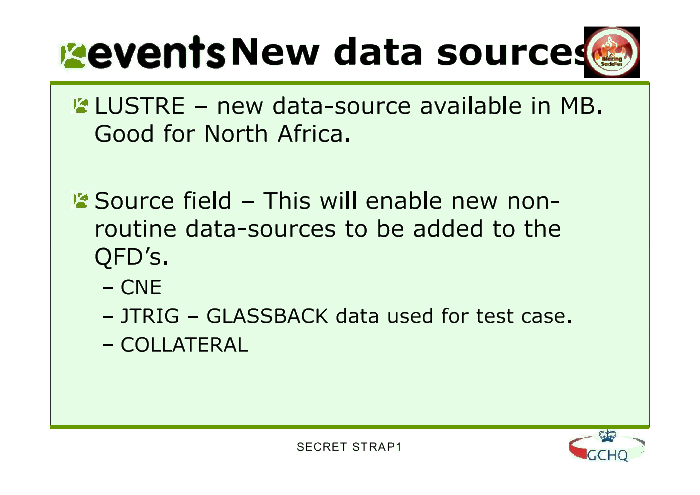 events New data sources
Blazing Saddles
LUSTRE – new data-source available in MB.
Good for North Africa.
Source field – This will enable new non-
routine data-sources to be added to the
QFD’s.
– CNE
– JTRIG – GLASSBACK data used for test case.
– COLLATERAL
SECRET STRAP1
GCHQ